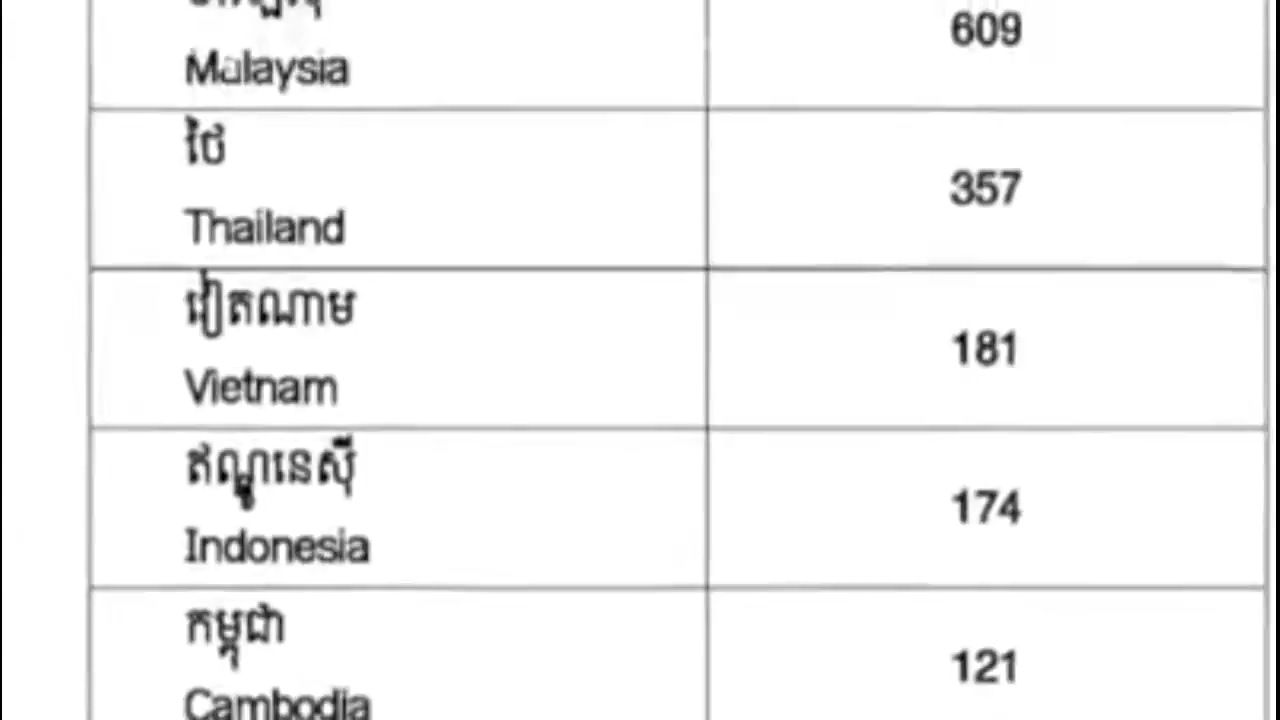 609
Malaysia
ថៃ
357
Thailand
វៀតណាម
181
Vietnam
ឥណ្ឌូនេស៊ី
174
Indonesia
កម្ពុជា
121
Cambodia